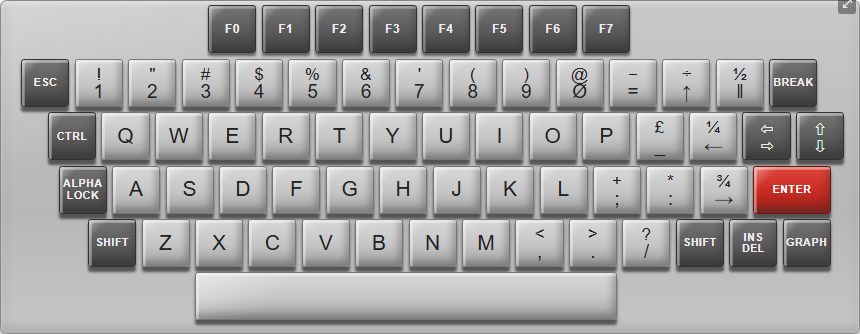 F0 F1 F2 F3 F4 F5 F6 F7
! " # $ % & ' ( ) @ − ÷ ½
ESC 1 2 3 4 5 6 7 8 9 Ø = ↑ ‖ BREAK
£ ¼ ⇦ ⇧
CTRL Q W E R T Y U I O P _ ← ⇨ ⇩
+ * ¾
ALPHA
LOCK A S D F G H J K L ; : → ENTER
< > ?
SHIFT Z X C V B N M , . / SHIFT INS
DEL GRAPH